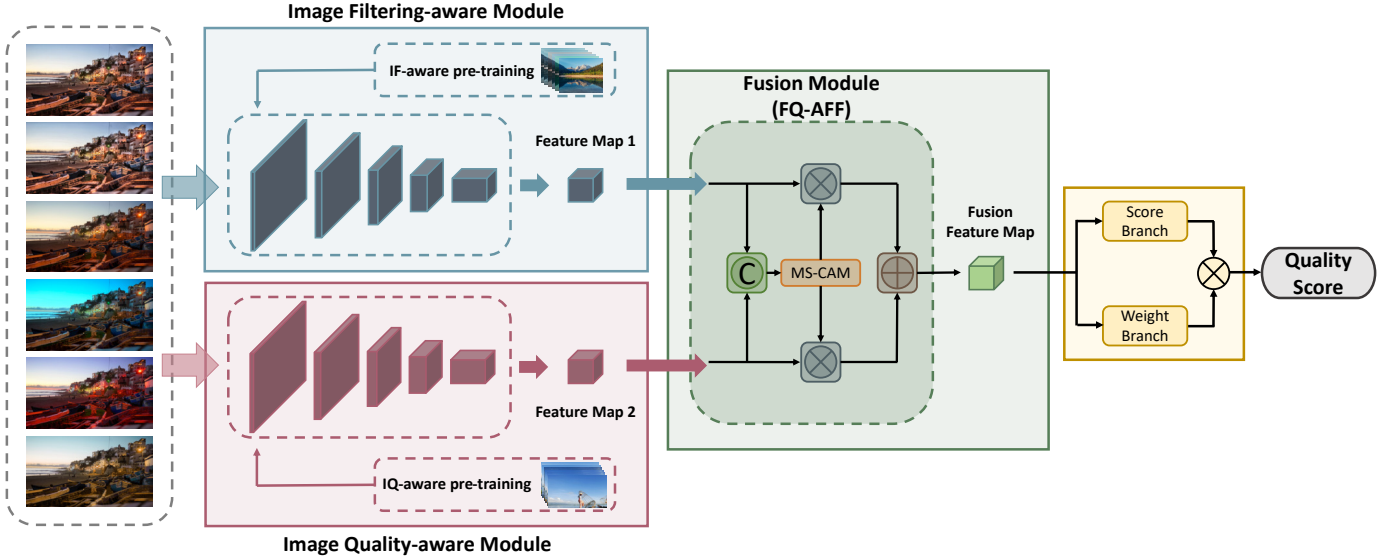 Image Filtering-aware Module
IF-aware pre-training
Feature Map 1
Fusion Module
(FQ-AFF)
C
MS-CAM
Fusion
Feature Map
Score
Branch
Weight
Branch
Quality
Score
Feature Map 2
IQ-aware pre-training
Image Quality-aware Module